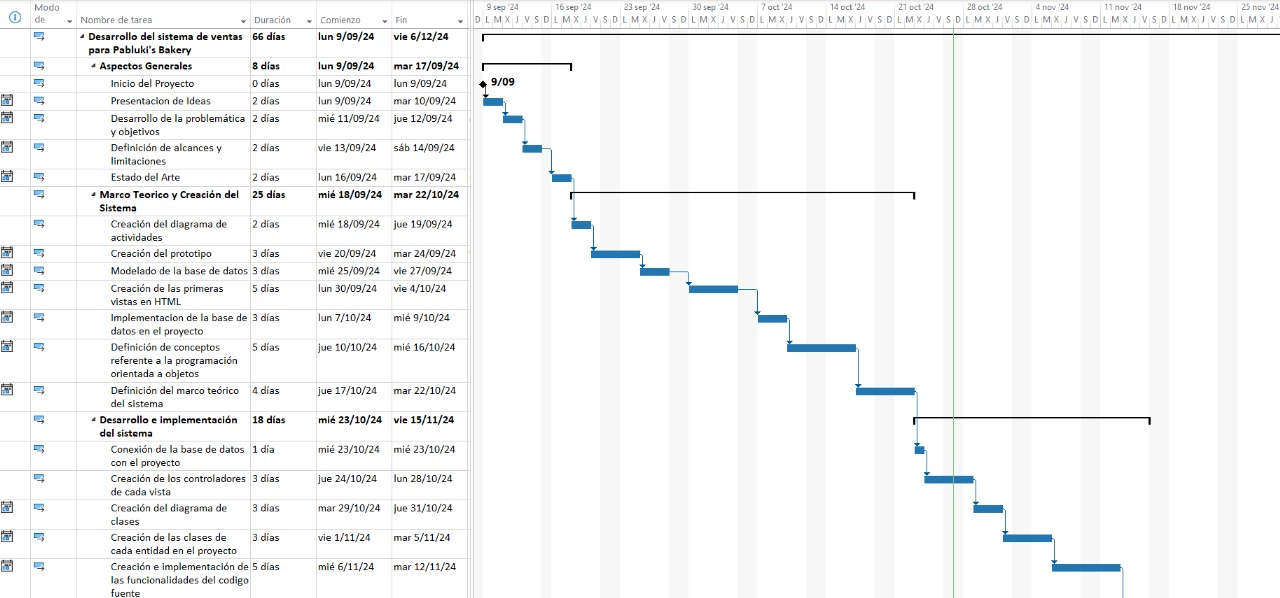 Modo de
Nombre de tarea
Duración
Comienzo
Fin
9 sep '24 16 sep '24 23 sep '24 30 sep '24 7 oct '24 14 oct '24 21 oct '24 28 oct '24 4 nov '24 11 nov '24 18 nov '24 25 nov '24
D L M X J V S D L M X J V S D L M X J V S D L M X J V S D L M X J V S D L M X J V S D L M X J V S D L M X J V S D L M X J V S D L M X J V S D L M X J V S D L M X J V
Desarrollo del sistema de ventas 66 días lun 9/09/24 vie 6/12/24
para Pabluki's Bakery
Aspectos Generales 8 días lun 9/09/24 mar 17/09/24
Inicio del Proyecto 0 días lun 9/09/24 lun 9/09/24 9/09
Presentacion de Ideas 2 días lun 9/09/24 mar 10/09/24
Desarrollo de la problemática 2 días mié 11/09/24 jue 12/09/24
y objetivos
Definición de alcances y 2 días vie 13/09/24 sáb 14/09/24
limitaciones
Estado del Arte 2 días lun 16/09/24 mar 17/09/24
Marco Teorico y Creación del 25 días mié 18/09/24 mar 22/10/24
Sistema
Creación del diagrama de 2 días mié 18/09/24 jue 19/09/24
actividades
Creación del prototipo 3 días vie 20/09/24 mar 24/09/24
Modelado de la base de datos 3 días mié 25/09/24 vie 27/09/24
Creación de las primeras 5 días lun 30/09/24 vie 4/10/24
vistas en HTML
Implementacion de la base de 3 días lun 7/10/24 mié 9/10/24
datos en el proyecto
Definición de conceptos 5 días jue 10/10/24 mié 16/10/24
referente a la programación
orientada a objetos
Definición del marco teórico 4 días jue 17/10/24 mar 22/10/24
del sistema
Desarrollo e implementación 18 días mié 23/10/24 vie 15/11/24
del sistema
Conexión de la base de datos 1 día mié 23/10/24 mié 23/10/24
con el proyecto
Creación de los controladores 3 días jue 24/10/24 lun 28/10/24
de cada vista
Creación del diagrama de 3 días mar 29/10/24 jue 31/10/24
clases
Creación de las clases de 3 días vie 1/11/24 mar 5/11/24
cada entidad en el proyecto
Creación e implementación de 5 días mié 6/11/24 mar 12/11/24
las funcionalidades del codigo
fuente